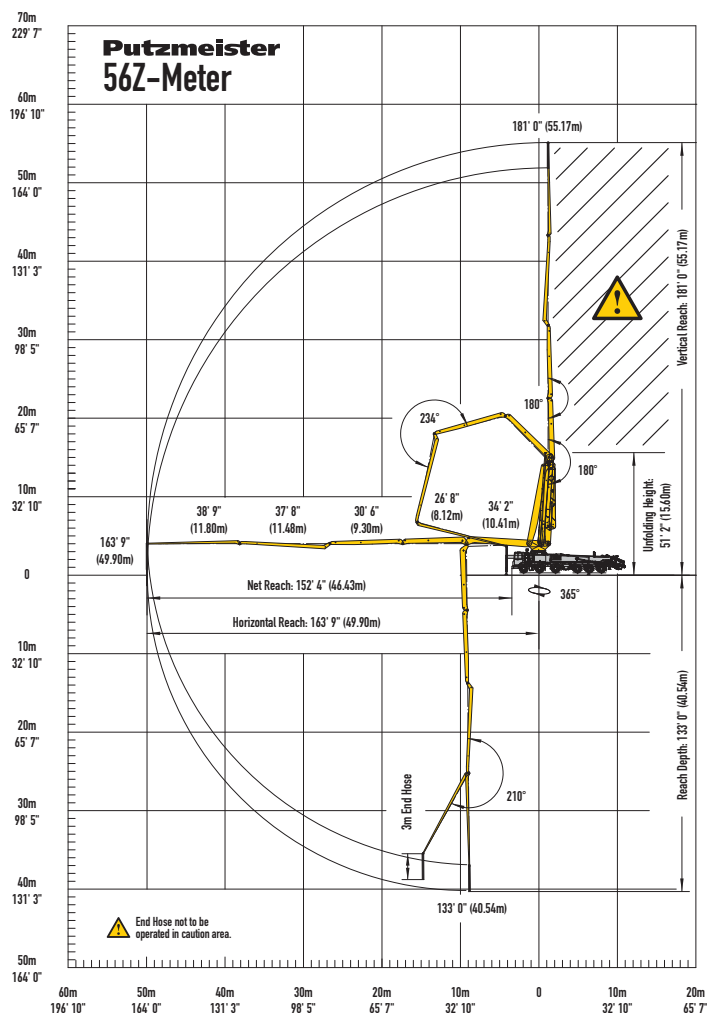 70m
229' 7"
Putzmeister
56Z-Meter
60m
196' 10"
181' 0" (55.17m)
50m
164' 0"
40m
131' 3"
Vertical Reach: 181' 0" (55.17m)
30m
98' 5"
20m
65' 7"
234°
180°
180°
10m
32' 10"
38' 9"
(11.80m)
37' 8"
(11.48m)
30' 6"
(9.30m)
26' 8"
(8.12m)
34' 2"
(10.41m)
Unfolding Height:
51' 2" (15.60m)
163' 9"
(49.90m)
0
Net Reach: 152' 4" (46.43m)
365°
Horizontal Reach: 163' 9" (49.90m)
10m
32' 10"
Reach Depth: 133' 0" (40.54m)
20m
65' 7"
3m End Hose
210°
30m
98' 5"
40m
131' 3"
133' 0" (40.54m)
End Hose not to be
operated in caution area.
50m
164' 0"
60m 50m 40m 30m 20m 10m 0 10m 20m
196' 10" 164' 0" 131' 3" 98' 5" 65' 7" 32' 10" 32' 10" 65' 7"